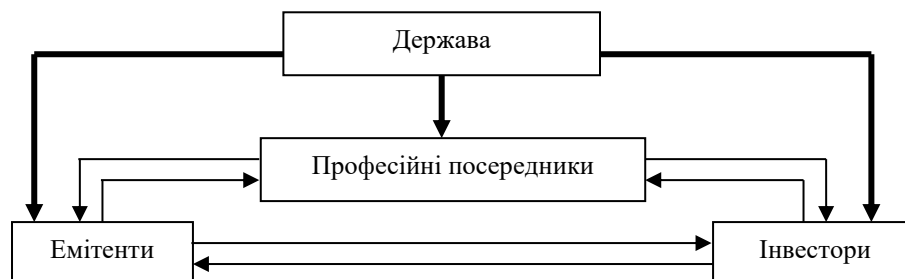 Держава
Професійні посередники
Емітенти
Інвестори